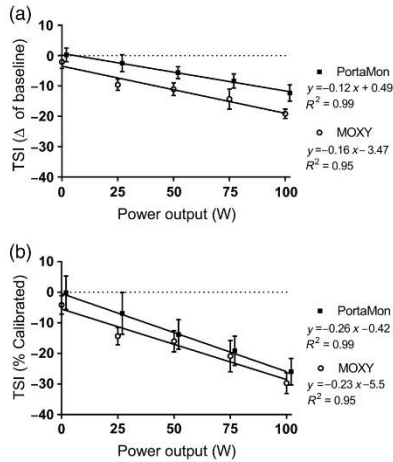 (a)
10
0
−10
−20
−30
−40
0 25 50 75 100
TSI (Δ of baseline)
Power output (W)
PortaMon
y=−0.12 x + 0.49
R² = 0.99
MOXY
y=−0.16 x − 3.47
R² = 0.95
(b)
10
0
−10
−20
−30
−40
0 25 50 75 100
TSI (% Calibrated)
Power output (W)
PortaMon
y=−0.26 x −0.42
R² = 0.99
MOXY
y=−0.23 x −5.5
R² = 0.95